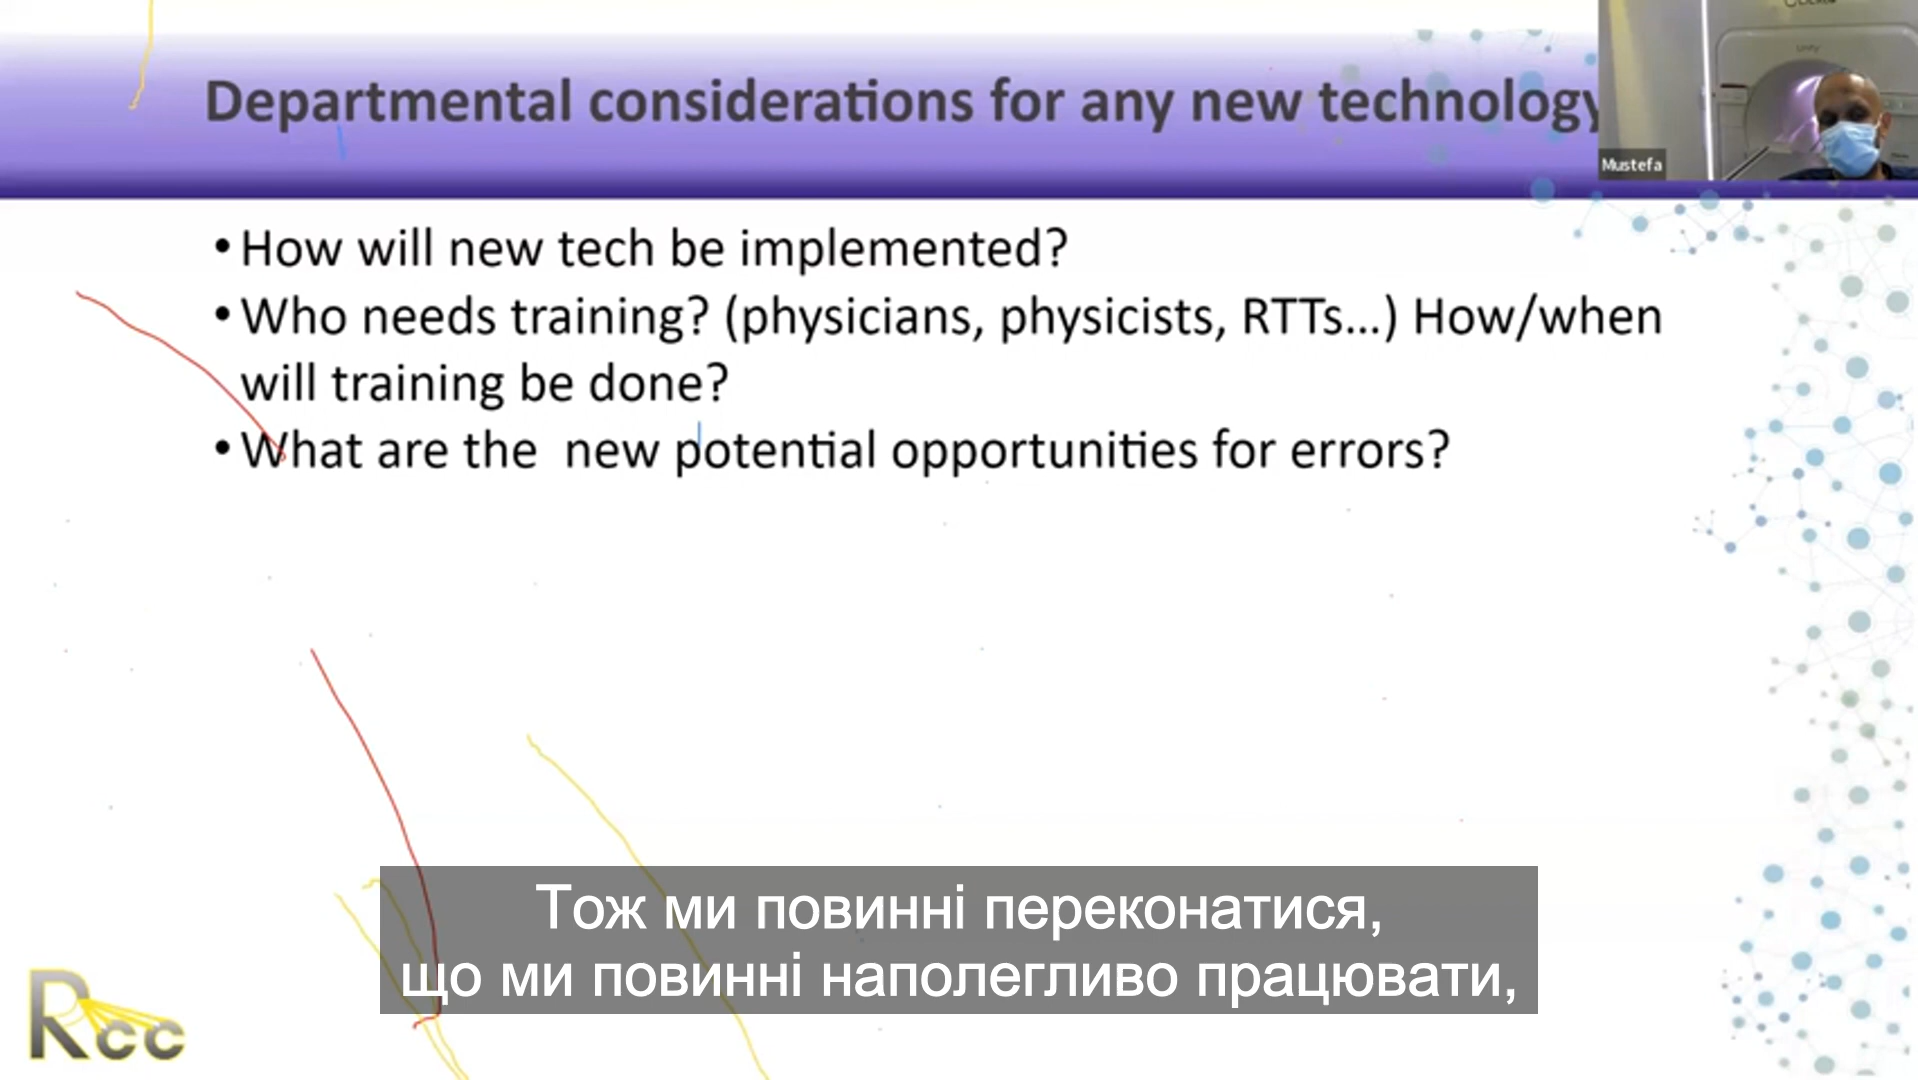 Departmental considerations for any new technology
Mustefa
•How will new tech be implemented?
•Who needs training? (physicians, physicists, RTTs...) How/when
will training be done?
•What are the new potential opportunities for errors?
Тож ми повинні переконатися,
що ми повинні наполегливо працювати,
Rcc